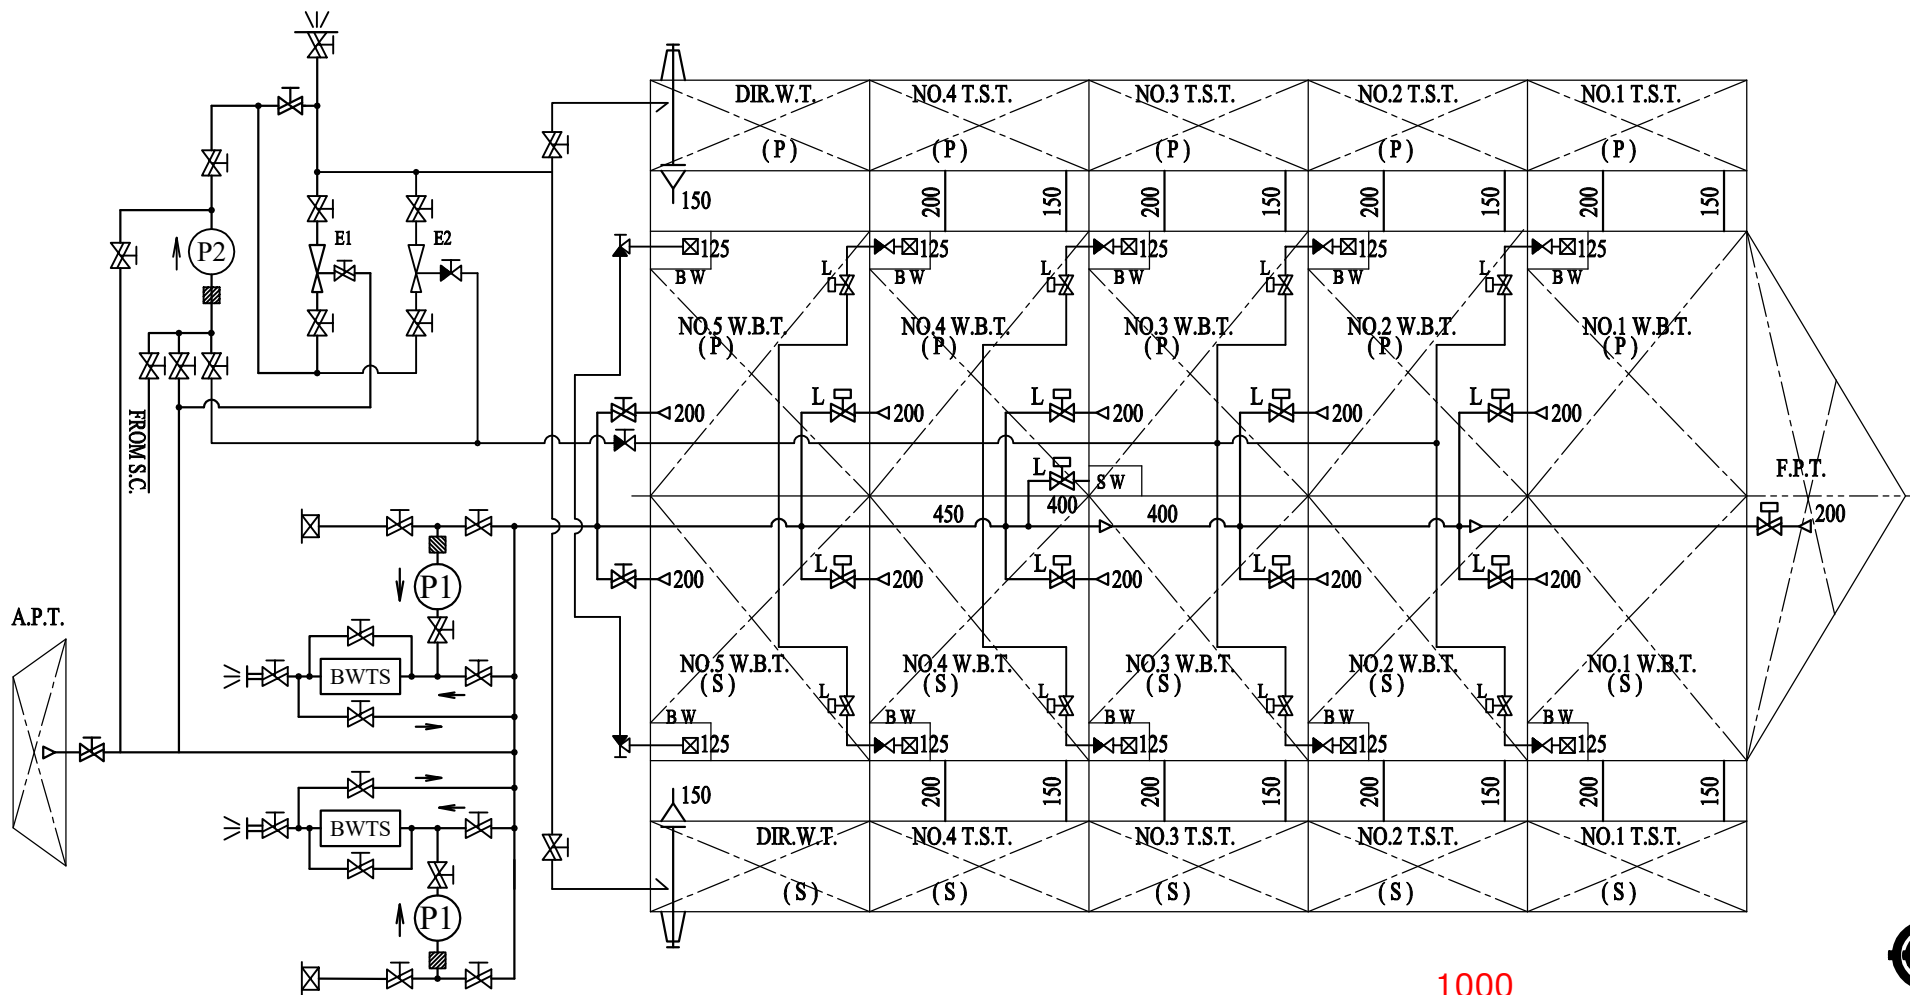 DIR.W.T. NO.4 T.S.T. NO.3 T.S.T. NO.2 T.S.T. NO.1 T.S.T.
(P) (P) (P) (P) (P)
150 200 150 200 150 200 150 200 150
P2 E1 E2
125 125 125 125 125
BW BW BW BW
L L L L
NO.5 W.B.T. NO.4 W.B.T. NO.3 W.B.T. NO.2 W.B.T. NO.1 W.B.T.
(P) (P) (P) (P) (P)
FROM S.C.
200 L 200 L 200 L 200 L 200
L SW F.P.T.
450 400 400 200
200 L 200 L 200 L 200 L 200
P1
A.P.T.
BWTS
NO.5 W.B.T. NO.4 W.B.T. NO.3 W.B.T. NO.2 W.B.T. NO.1 W.B.T.
(S) (S) (S) (S) (S)
L L L L
BW BW BW BW BW
125 125 125 125 125
150 200 150 200 150 200 150 200 150
BWTS
DIR.W.T. NO.4 T.S.T. NO.3 T.S.T. NO.2 T.S.T. NO.1 T.S.T.
(S) (S) (S) (S) (S)
P1
1000